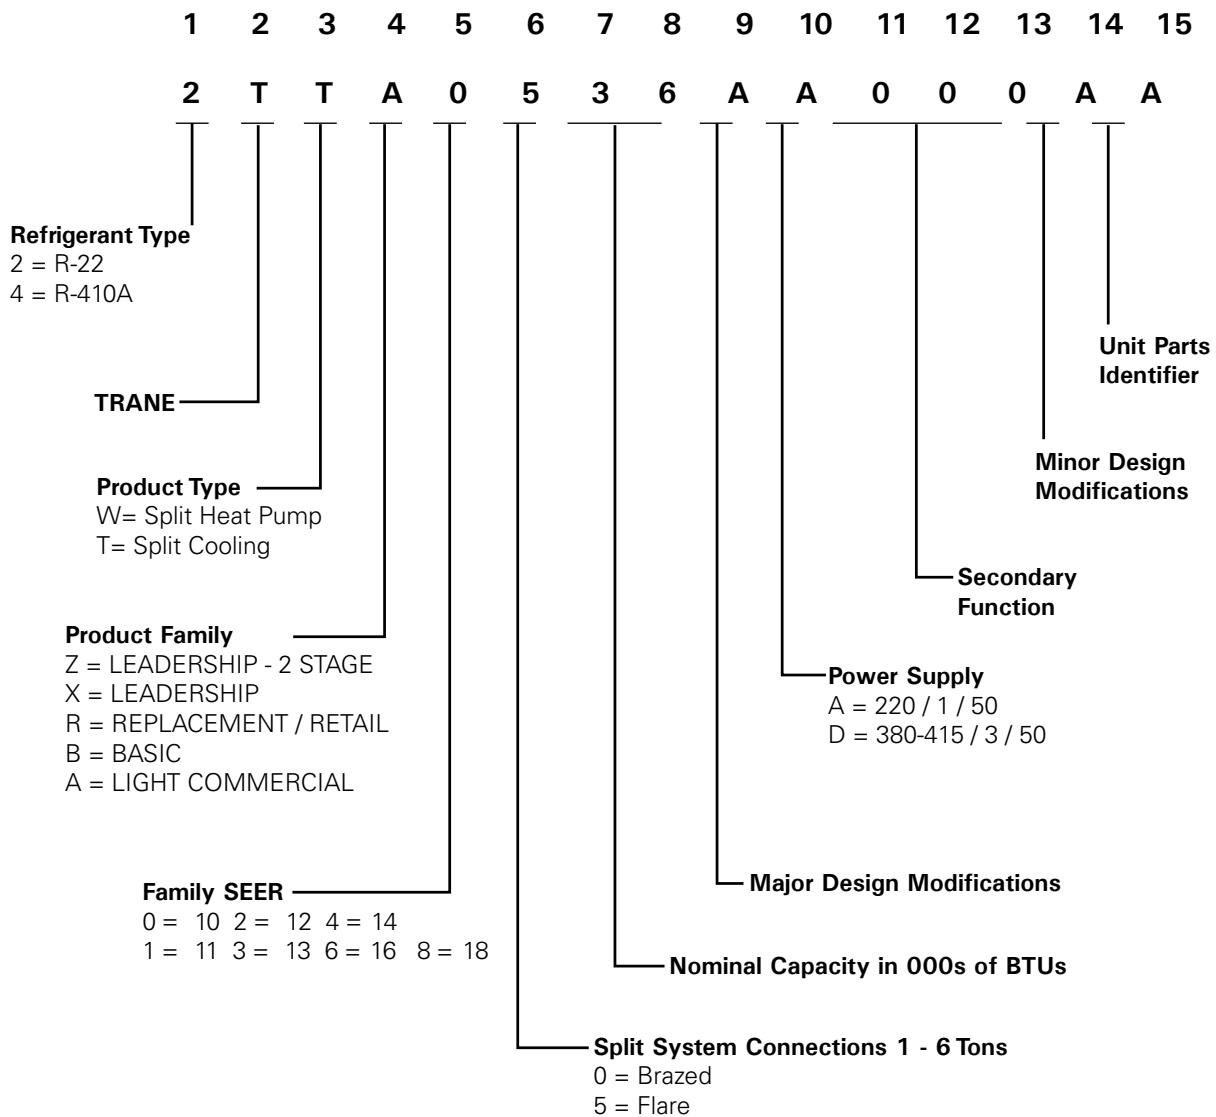 1 2 3 4 5 6 7 8 9 10 11 12 13 14 15
2 T T A 0 5 3 6 A A 0 0 0 A A
Refrigerant Type
2 = R-22
4 = R-410A
Unit Parts
Identifier
TRANE
Minor Design
Modifications
Product Type
W= Split Heat Pump
T= Split Cooling
Secondary
Function
Product Family
Z = LEADERSHIP - 2 STAGE
X = LEADERSHIP
R = REPLACEMENT / RETAIL
B = BASIC
A = LIGHT COMMERCIAL
Power Supply
A = 220 / 1 / 50
D = 380-415 / 3 / 50
Family SEER
0 = 10 2 = 12 4 = 14
1 = 11 3 = 13 6 = 16 8 = 18
Major Design Modifications
Nominal Capacity in 000s of BTUs
Split System Connections 1 - 6 Tons
0 = Brazed
5 = Flare